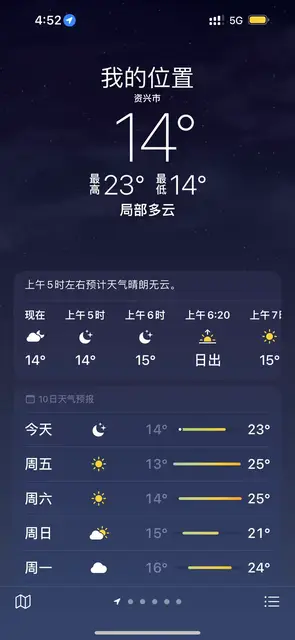 4:52 5G
我的位置
资兴市
14°
最高23° 最低14°
局部多云
上午5时左右预计天气晴朗无云。
现在 上午5时 上午6时 上午6:20 上午7时
14° 14° 15° 日出 15°
10日天气预报
今天 14° 23°
周五 13° 25°
周六 14° 25°
周日 15° 21°
周一 16° 24°